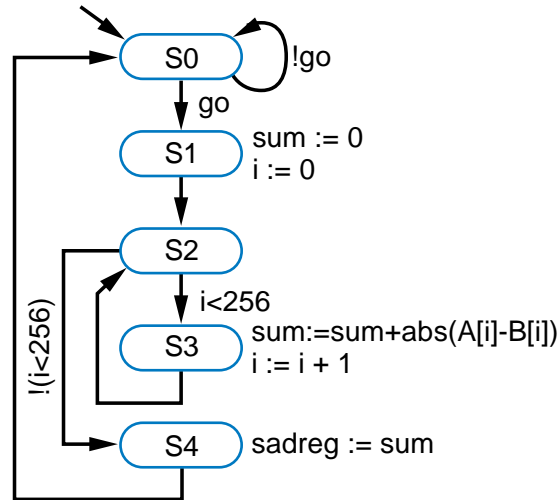 S0
!go
go
S1
sum := 0
i := 0
S2
!(i<256)
i<256
S3
sum:=sum+abs(A[i]-B[i])
i := i + 1
S4
sadreg := sum